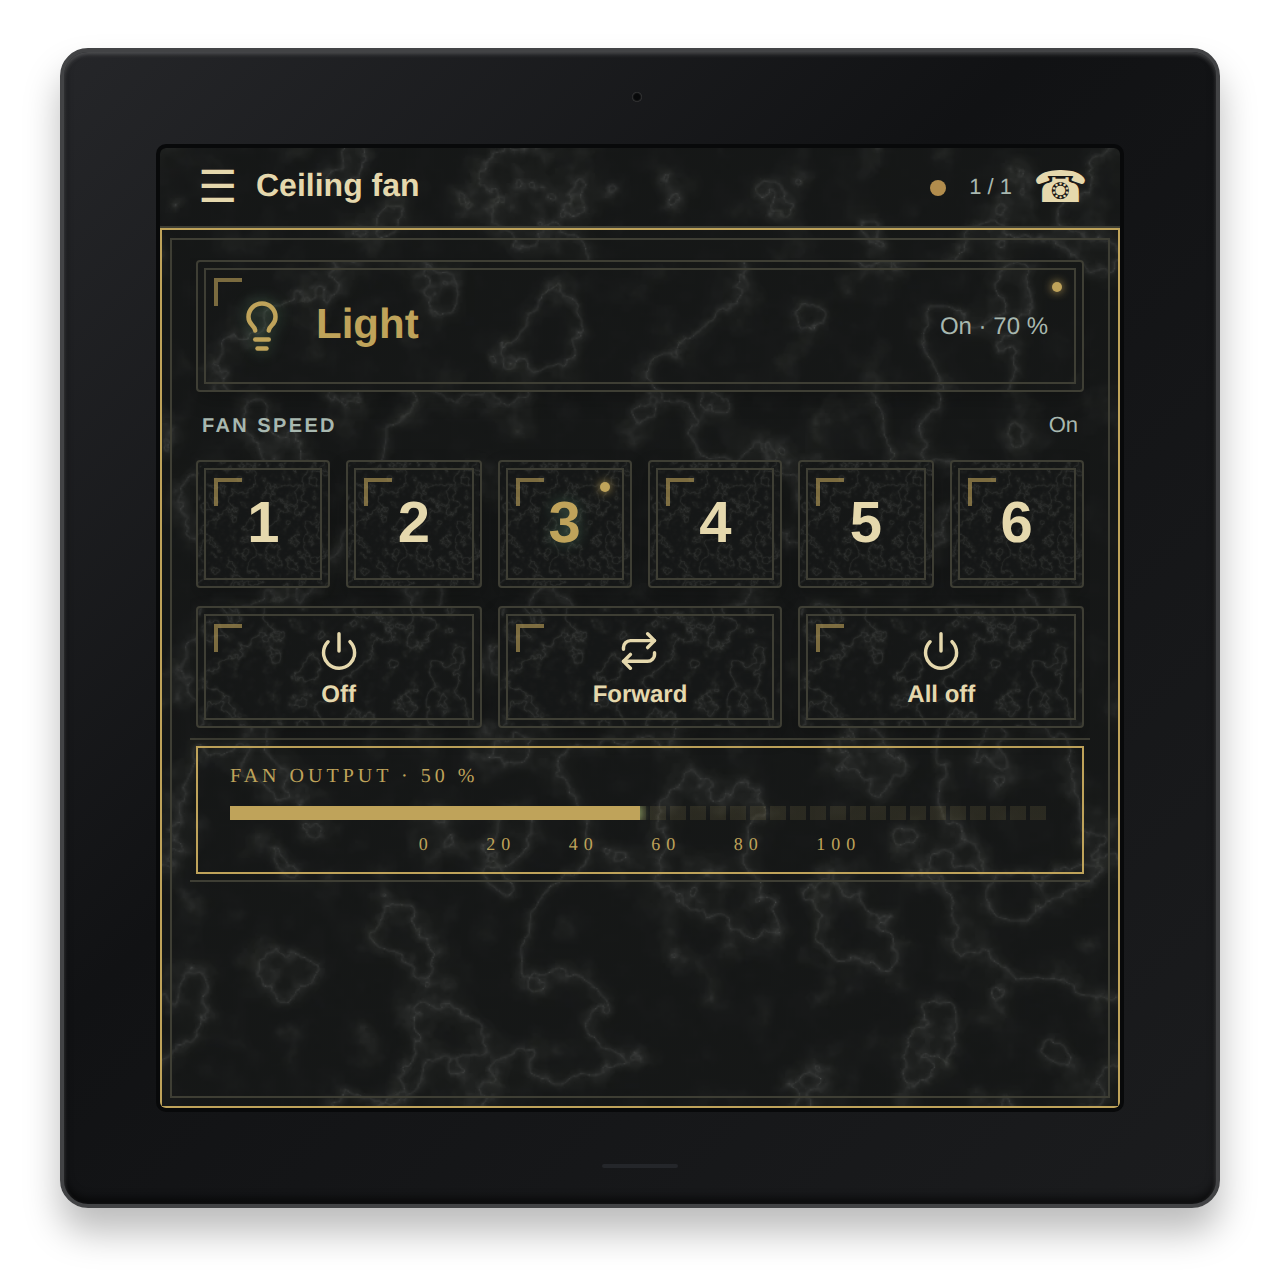 Ceiling fan
1 / 1
Light
On · 70 %
FAN SPEED
On
1 2 3 4 5 6
Off
Forward
All off
FAN OUTPUT · 50 %
0 20 40 60 80 100